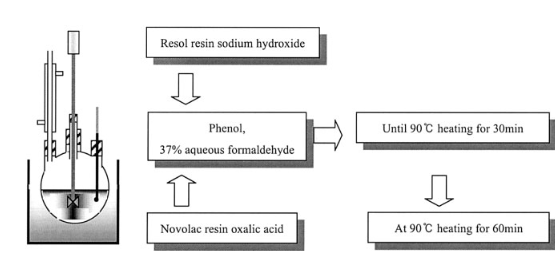 Resol resin sodium hydroxide
Phenol,
37% aqueous formaldehyde
Until 90℃ heating for 30min
Novolac resin oxalic acid
At 90℃ heating for 60min